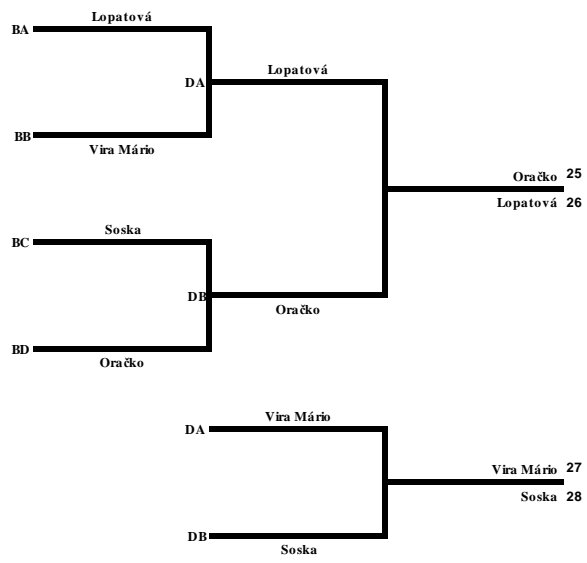 Lopatová
BA
DA
Lopatová
BB
Vira Mário
Oračko 25
Lopatová 26
Soska
BC
DB
Oračko
BD
Oračko
Vira Mário
DA
Vira Mário 27
Soska 28
DB
Soska